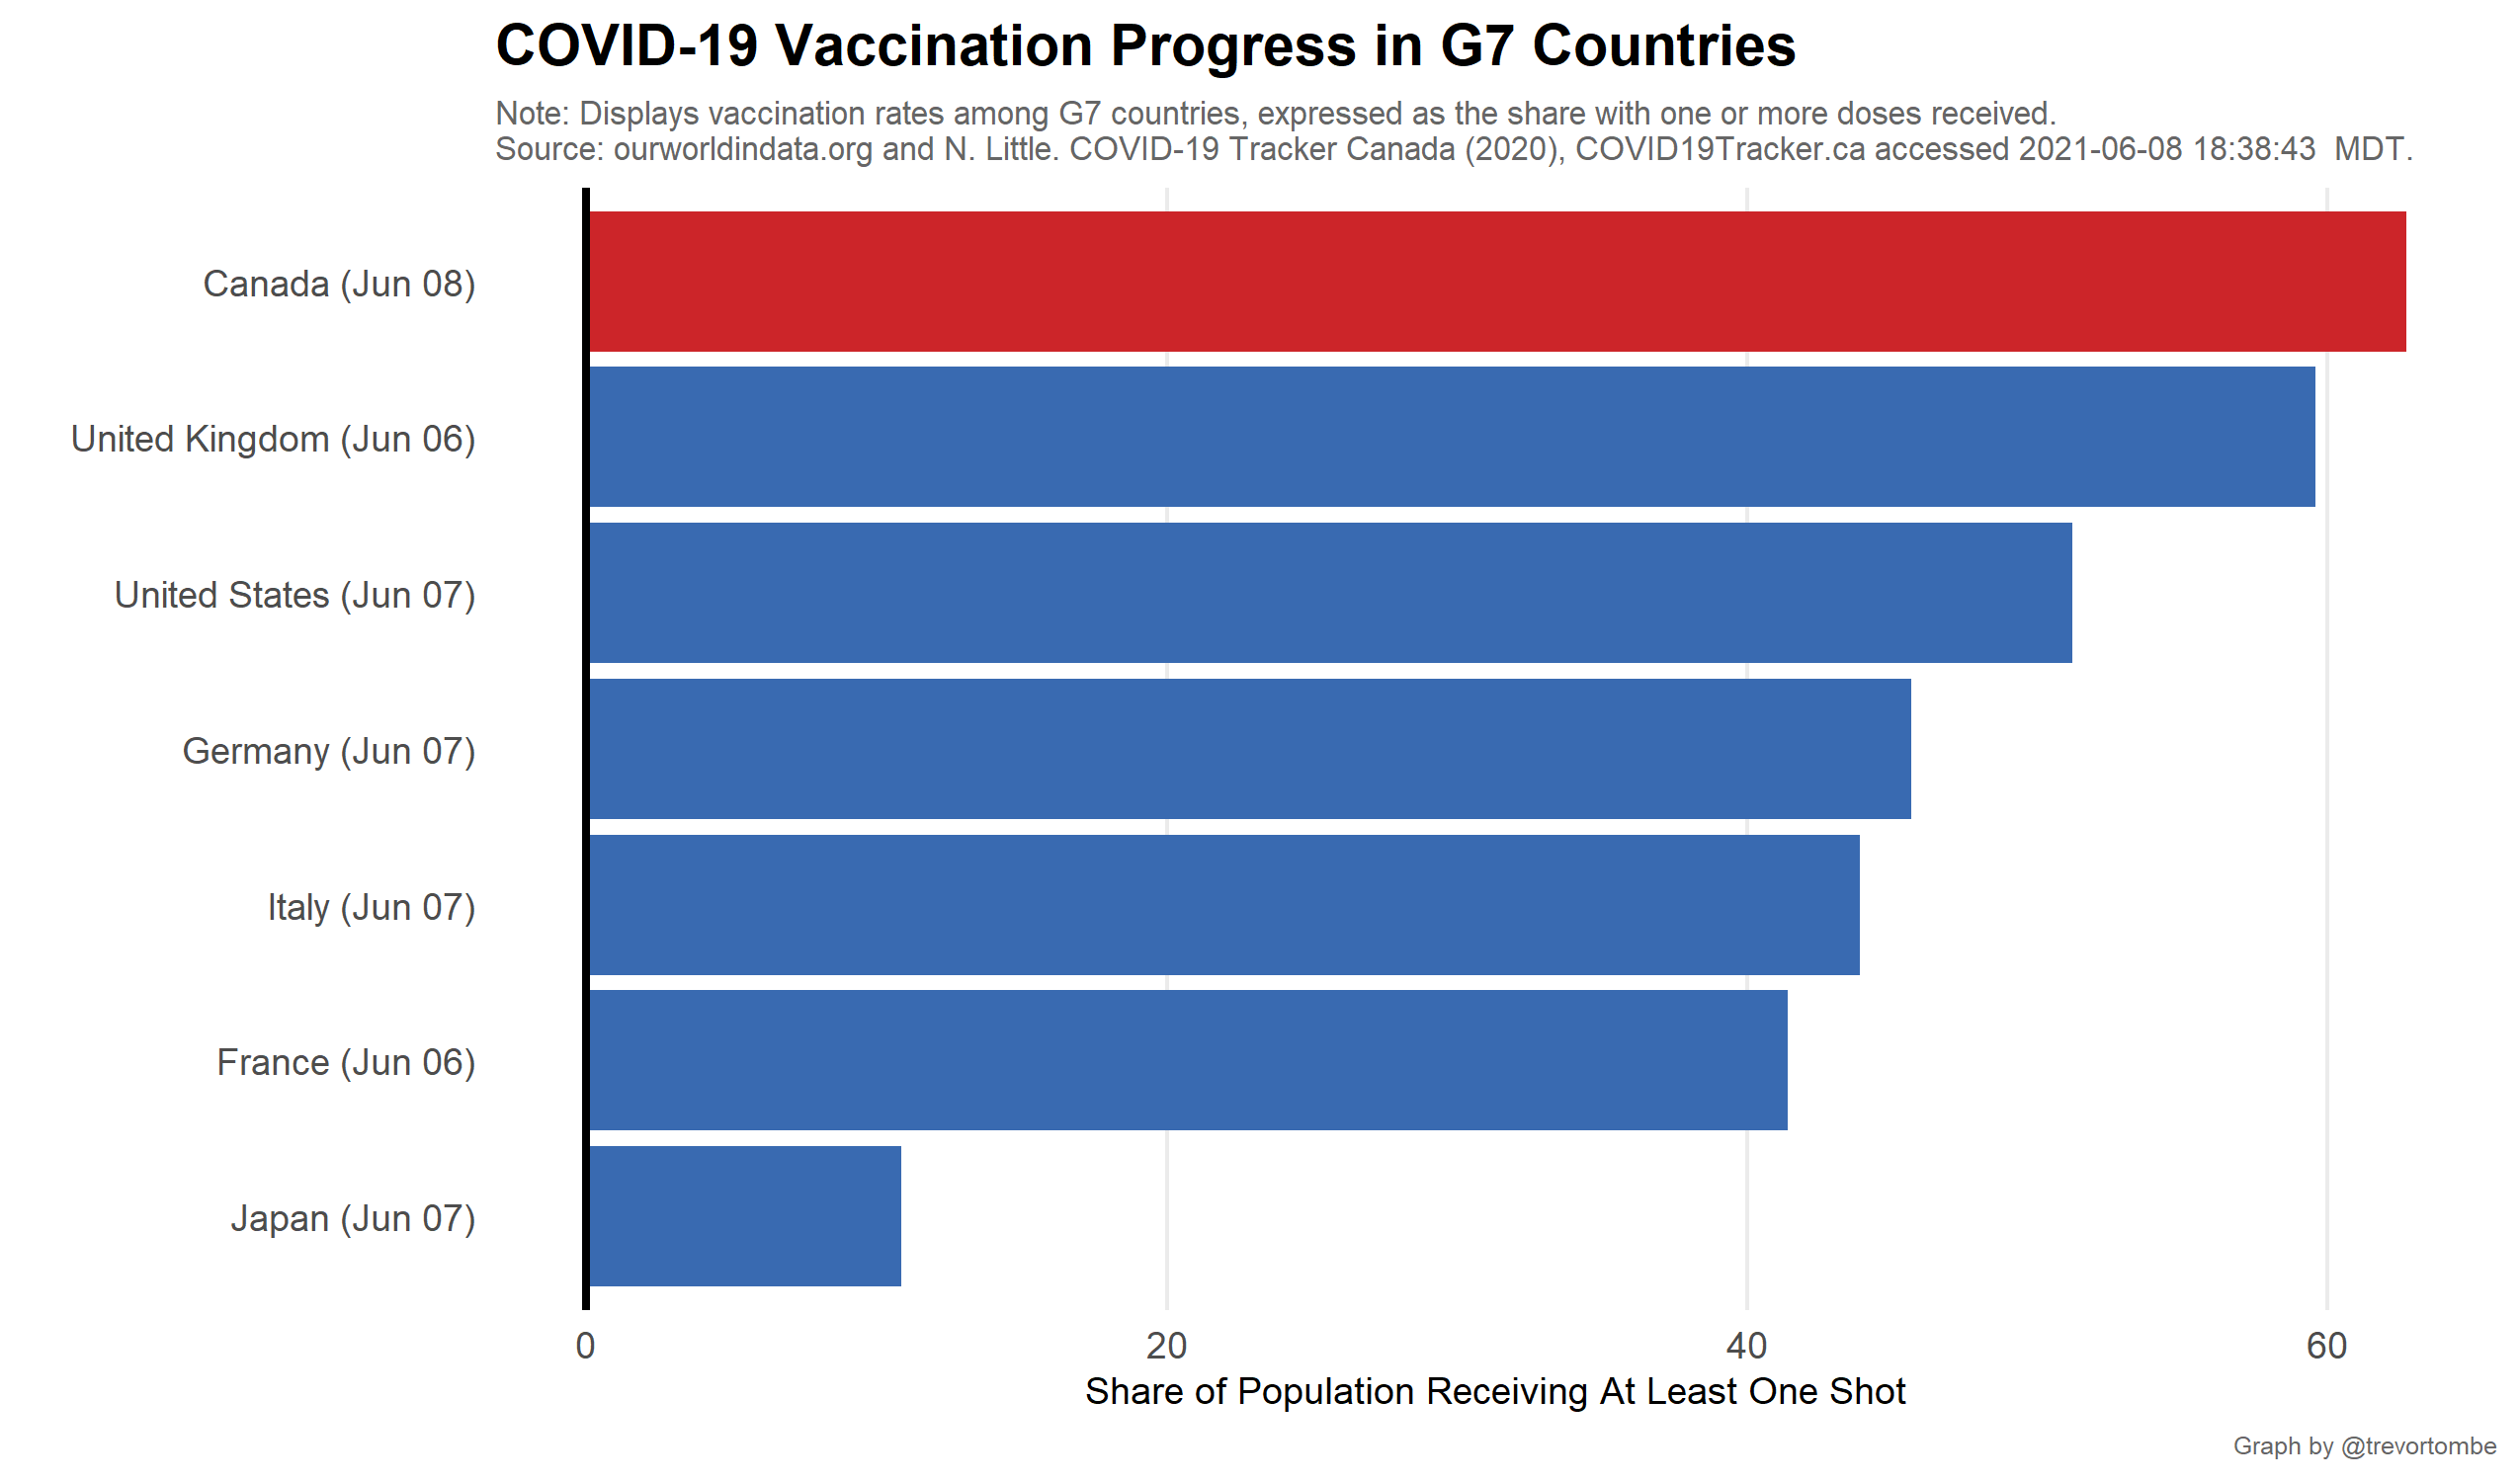 COVID-19 Vaccination Progress in G7 Countries
Note: Displays vaccination rates among G7 countries, expressed as the share with one or more doses received.
Source: ourworldindata.org and N. Little. COVID-19 Tracker Canada (2020), COVID19Tracker.ca accessed 2021-06-08 18:38:43  MDT.
Canada (Jun 08)
United Kingdom (Jun 06)
United States (Jun 07)
Germany (Jun 07)
Italy (Jun 07)
France (Jun 06)
Japan (Jun 07)
0 20 40 60
Share of Population Receiving At Least One Shot
Graph by @trevortombe